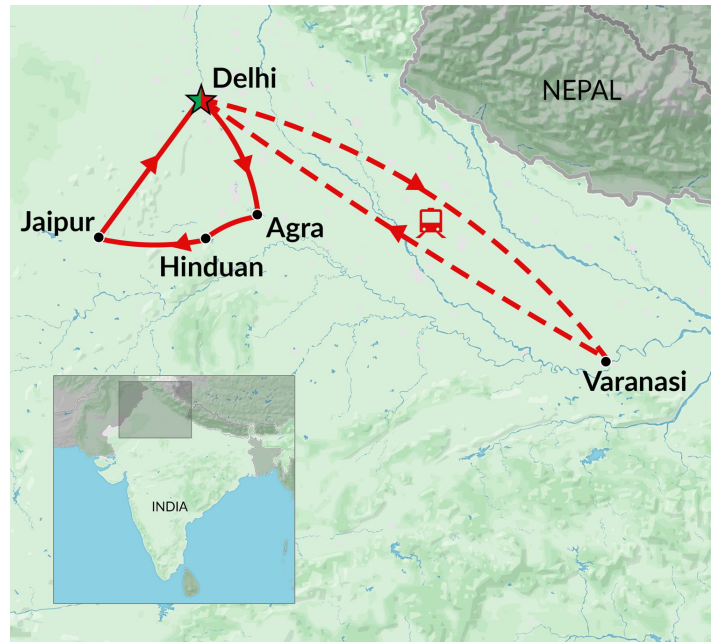 Delhi
NEPAL
Jaipur
Agra
Hinduan
Varanasi
INDIA